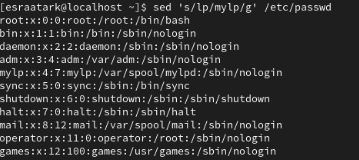 [esraatark@localhost ~]$ sed 's/lp/mylp/g' /etc/passwd
root:x:0:0:root:/root:/bin/bash
bin:x:1:1:bin:/bin:/sbin/nologin
daemon:x:2:2:daemon:/sbin:/sbin/nologin
adm:x:3:4:adm:/var/adm:/sbin/nologin
mylp:x:4:7:mylp:/var/spool/mylpd:/sbin/nologin
sync:x:5:0:sync:/sbin:/bin/sync
shutdown:x:6:0:shutdown:/sbin:/sbin/shutdown
halt:x:7:0:halt:/sbin:/sbin/halt
mail:x:8:12:mail:/var/spool/mail:/sbin/nologin
operator:x:11:0:operator:/root:/sbin/nologin
games:x:12:100:games:/usr/games:/sbin/nologin